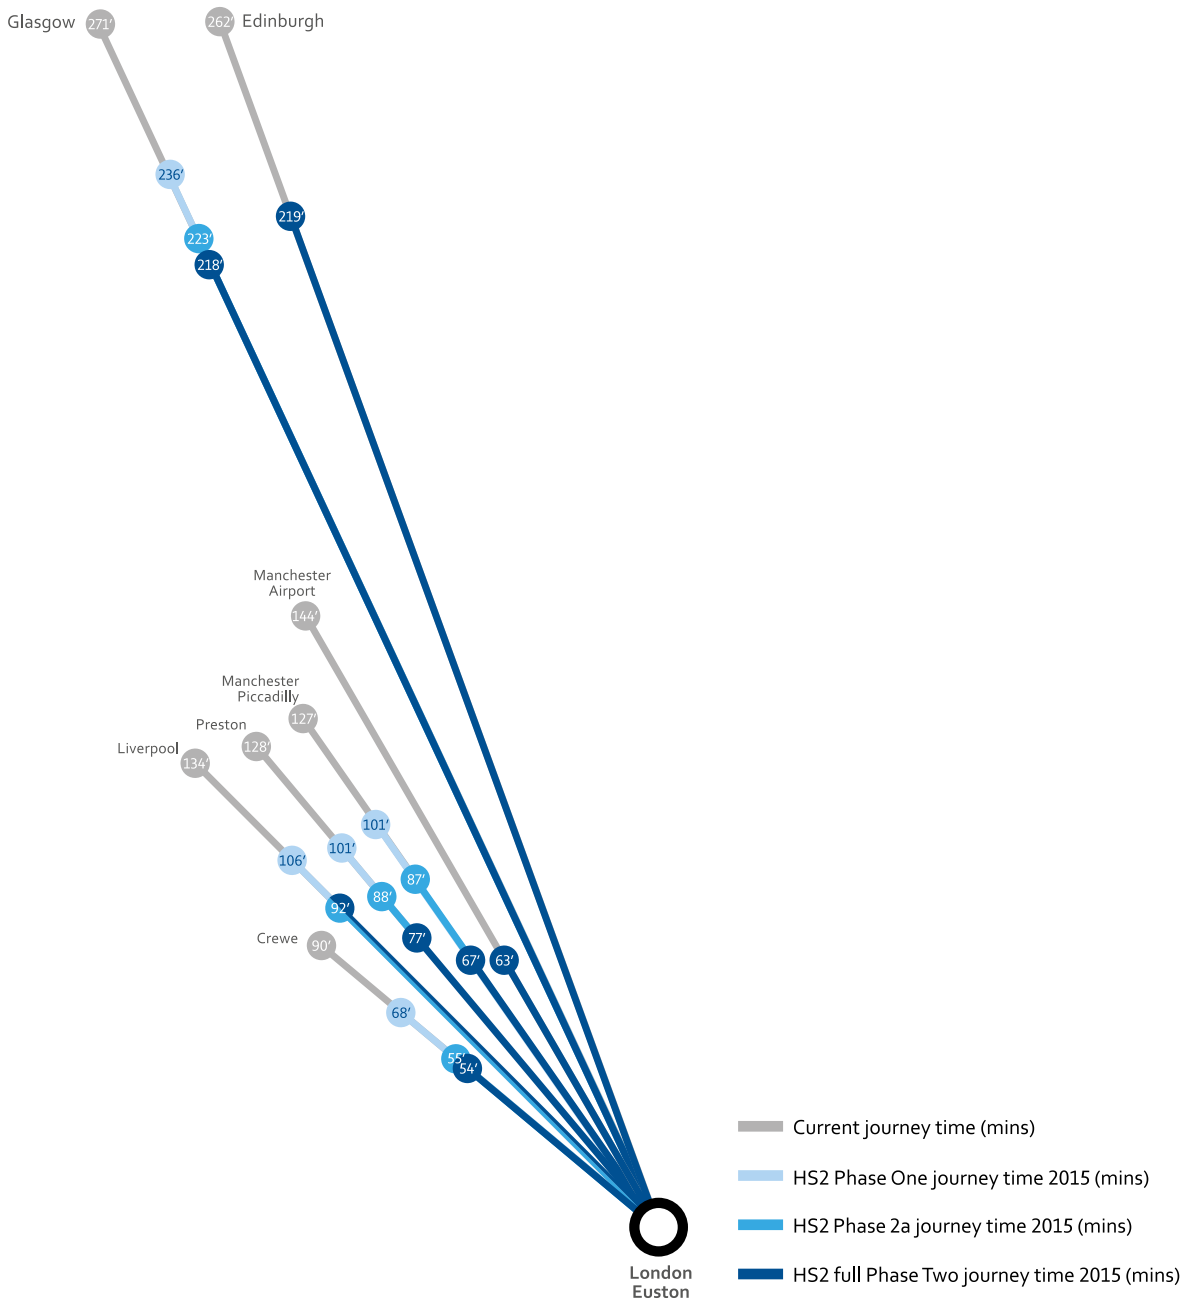 Glasgow
271′
262′
Edinburgh
236′
219′
223′
218′
Manchester
Airport
144′
Manchester
Piccadilly
127′
Preston
128′
Liverpool
134′
101′
101′
106′
87′
88′
92′
77′
67′
63′
Crewe
90′
68′
55′
54′
Current journey time (mins)
HS2 Phase One journey time 2015 (mins)
HS2 Phase 2a journey time 2015 (mins)
HS2 full Phase Two journey time 2015 (mins)
London
Euston